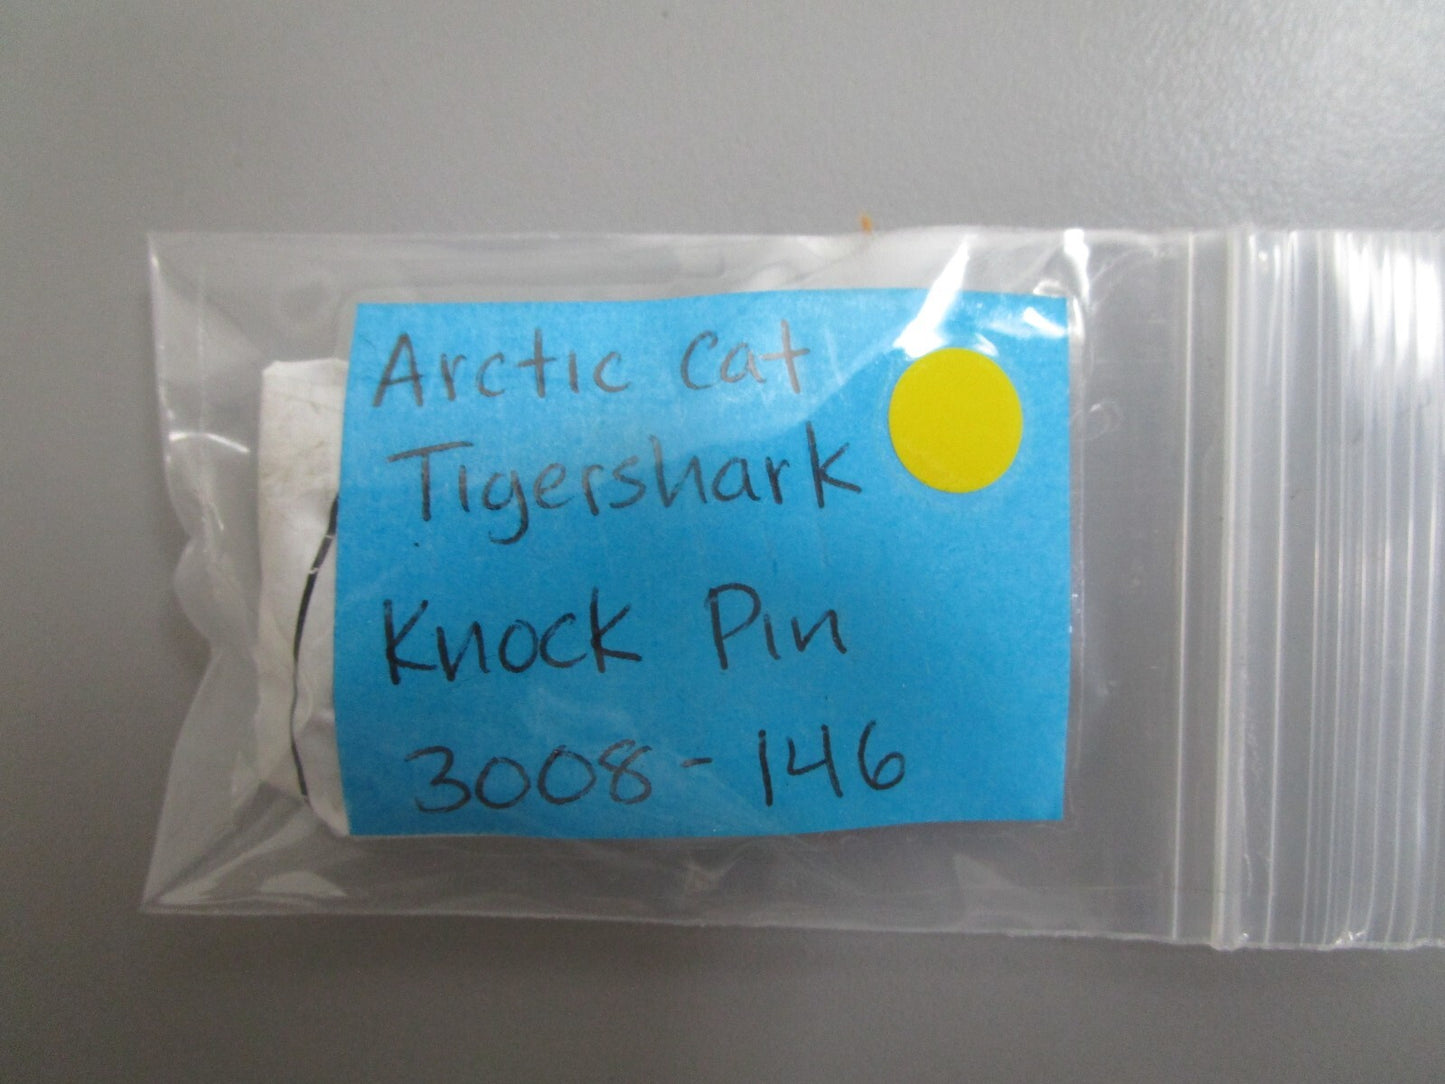 Arctic Cat
Tigershark
Knock Pin
3008-146